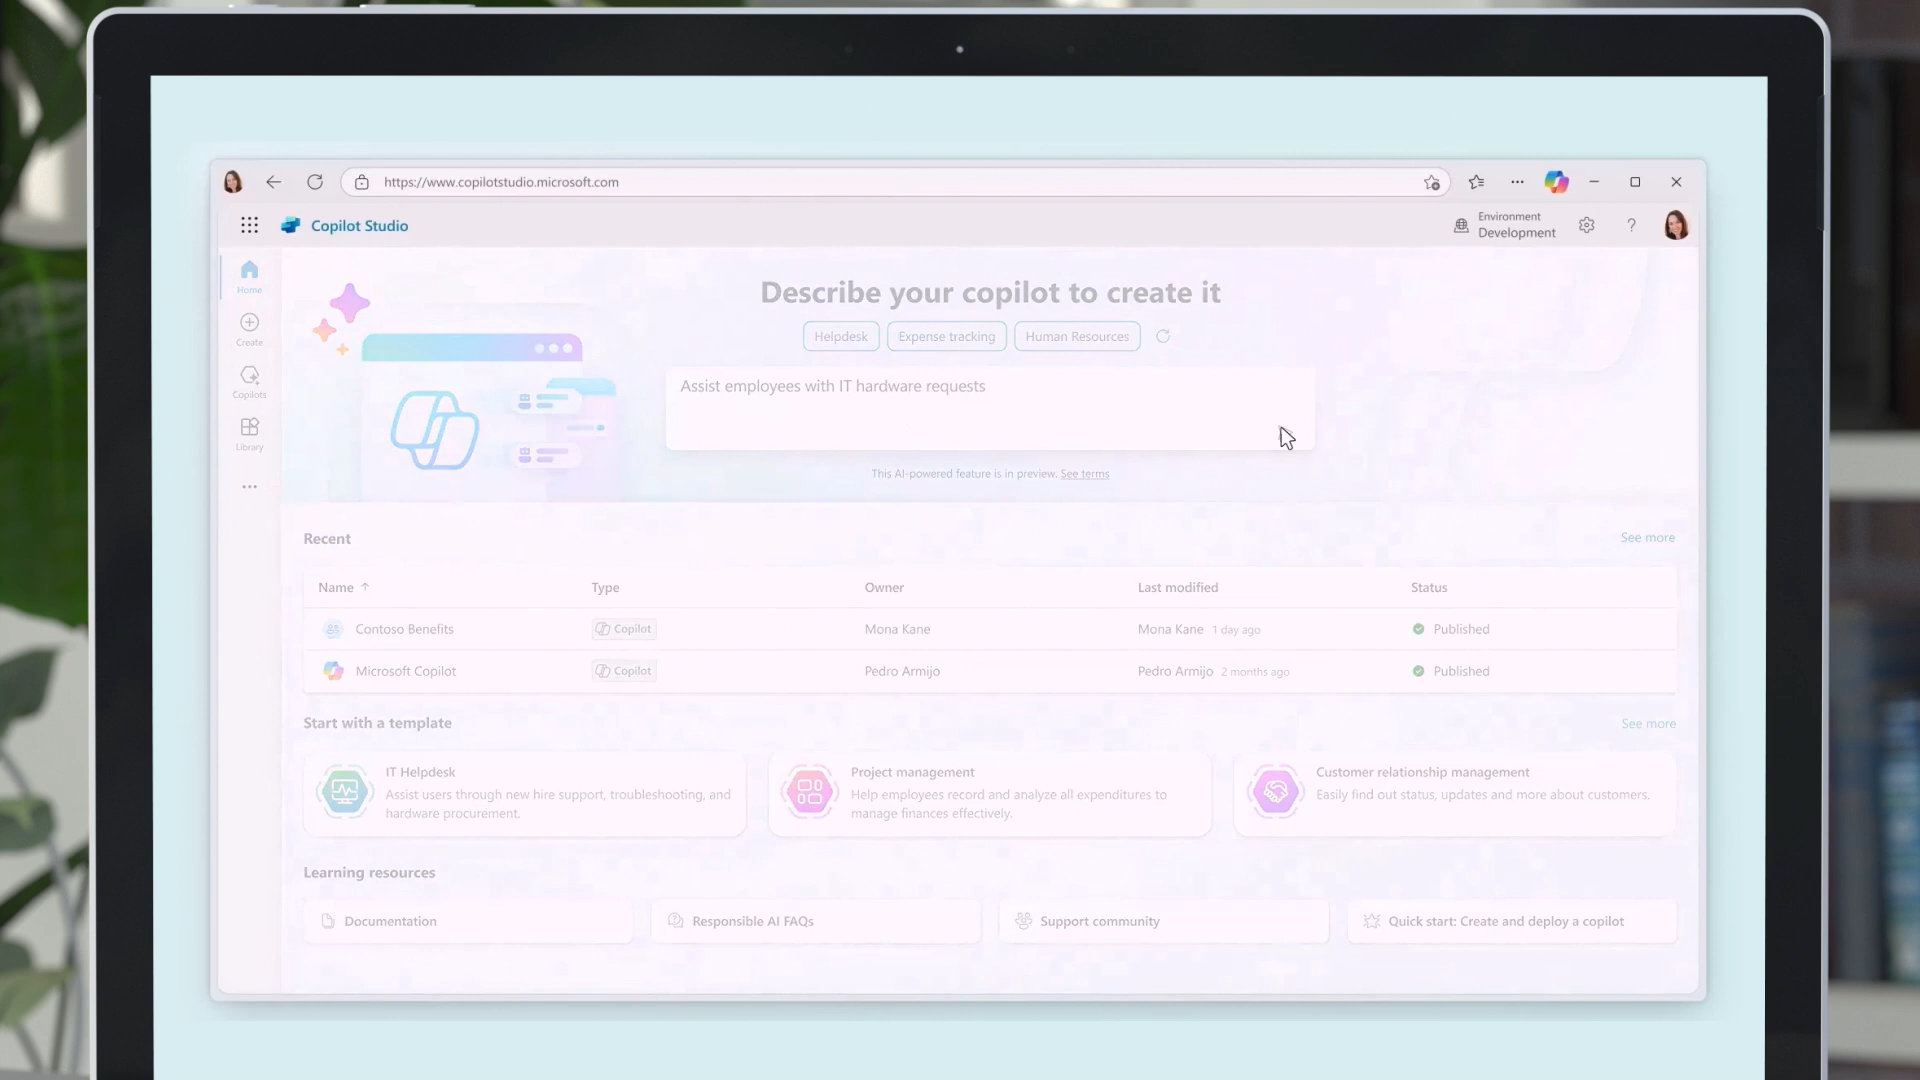 https://www.copilotstudio.microsoft.com
Copilot Studio
Environment
Development
?
Home
Create
Copilots
Library
Describe your copilot to create it
Helpdesk
Expense tracking
Human Resources
Assist employees with IT hardware requests
This AI-powered feature is in preview. See terms
Recent
See more
Name
Type
Owner
Last modified
Status
Contoso Benefits
Copilot
Mona Kane
Mona Kane 1 day ago
Published
Microsoft Copilot
Copilot
Pedro Armijo
Pedro Armijo 2 months ago
Published
Start with a template
See more
IT Helpdesk
Assist users through new hire support, troubleshooting, and
hardware procurement.
Project management
Help employees record and analyze all expenditures to
manage finances effectively.
Customer relationship management
Easily find out status, updates and more about customers.
Learning resources
Documentation
Responsible AI FAQs
Support community
Quick start: Create and deploy a copilot